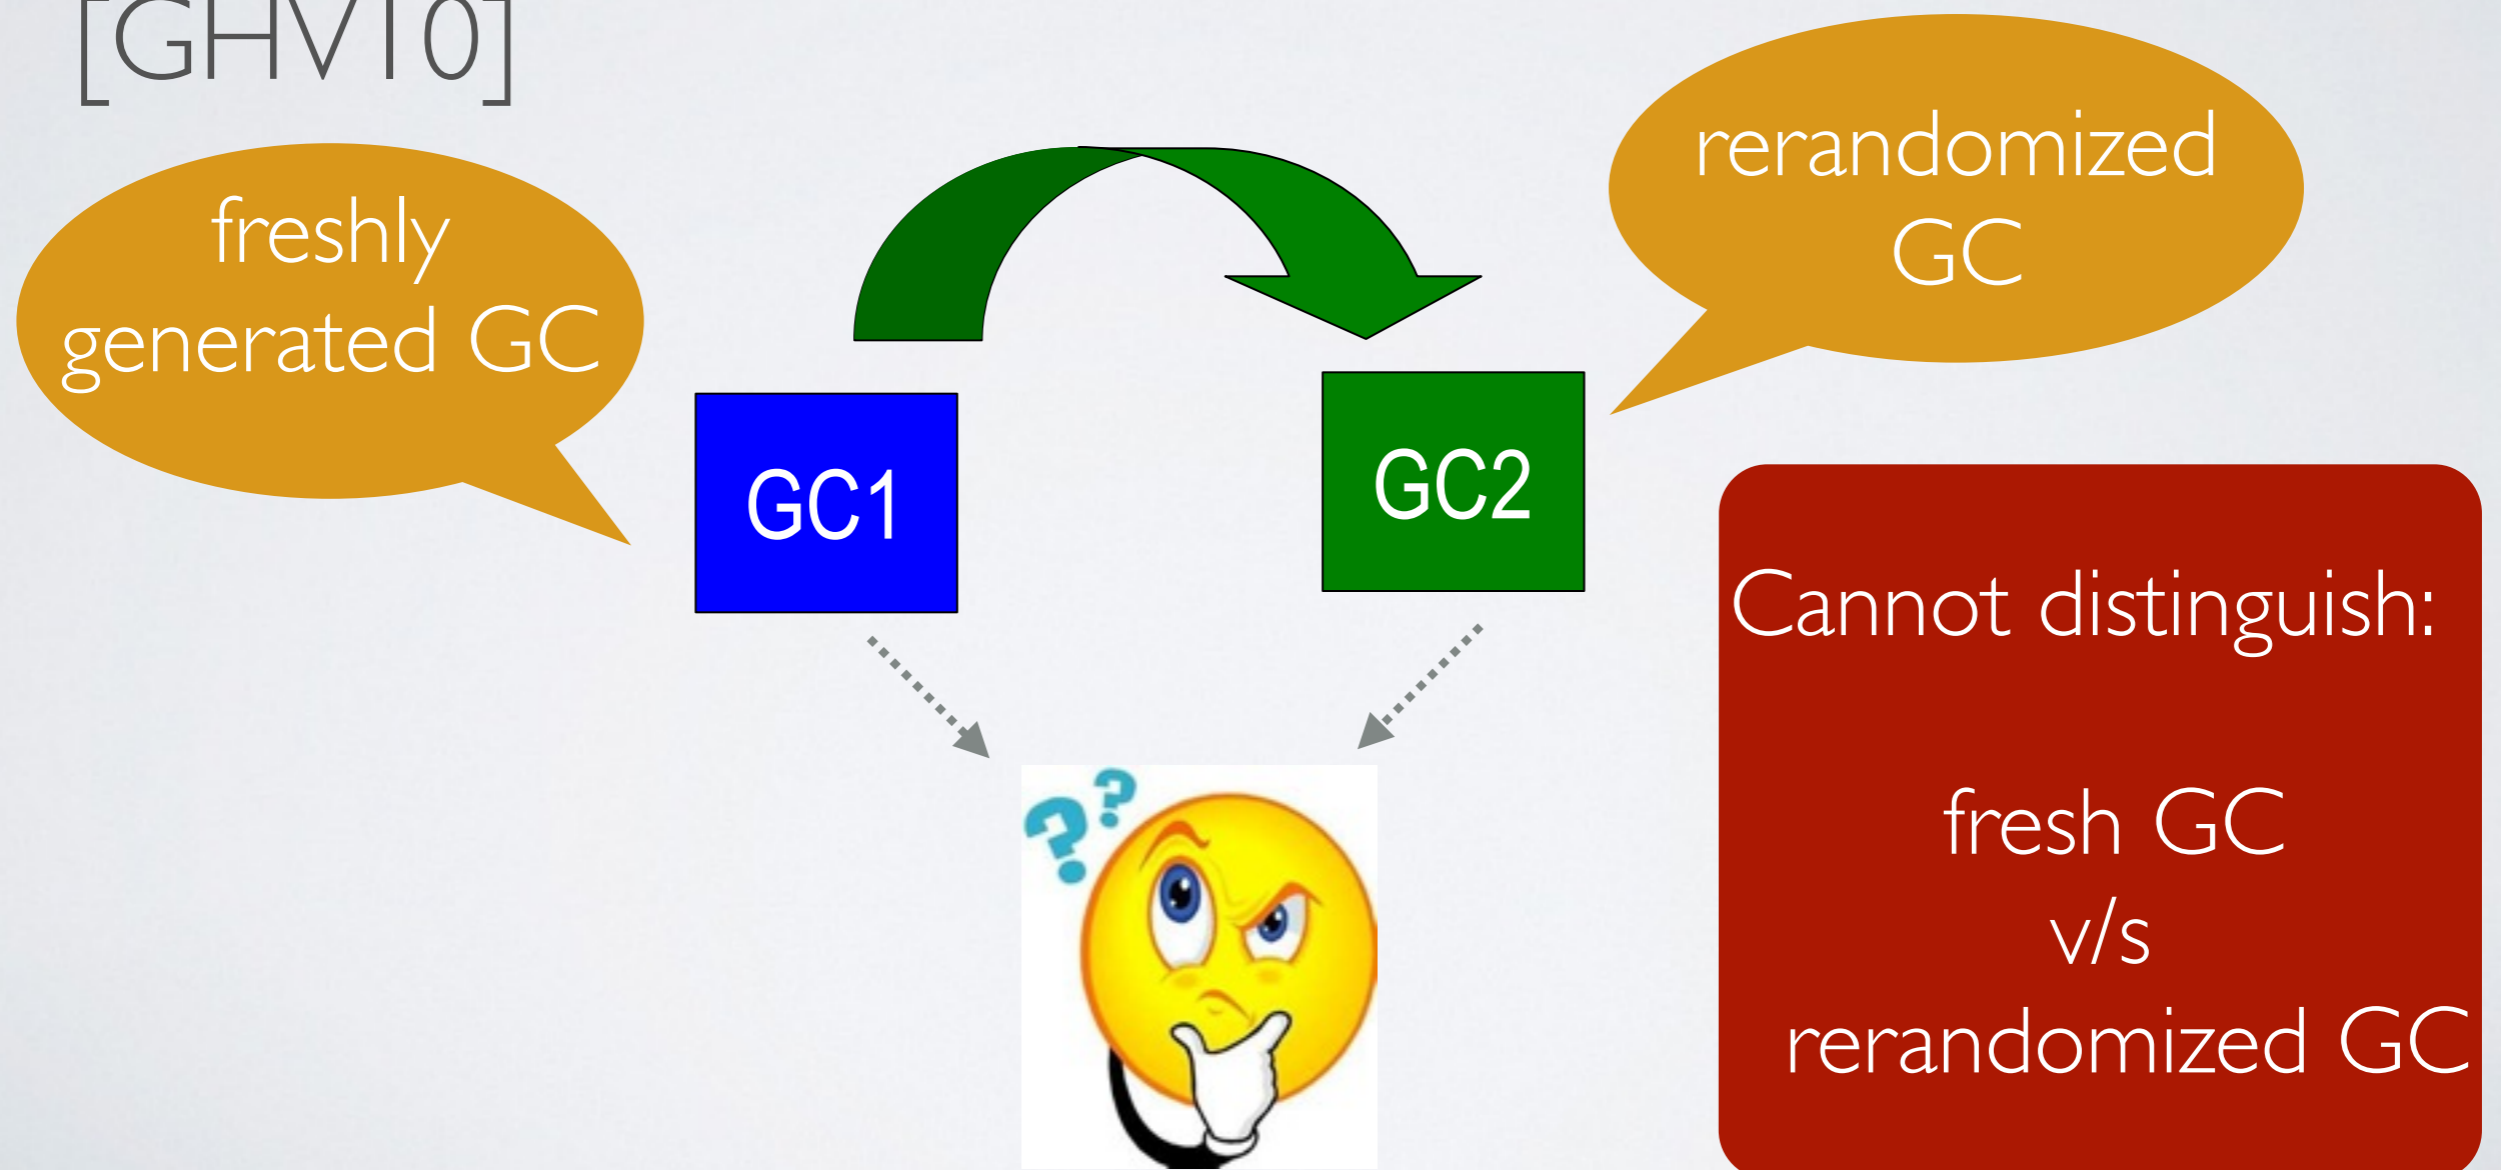 [GHV10]
freshly
generated GC
rerandomized
GC
GC1
GC2
Cannot distinguish:
fresh GC
v/s
rerandomized GC
??